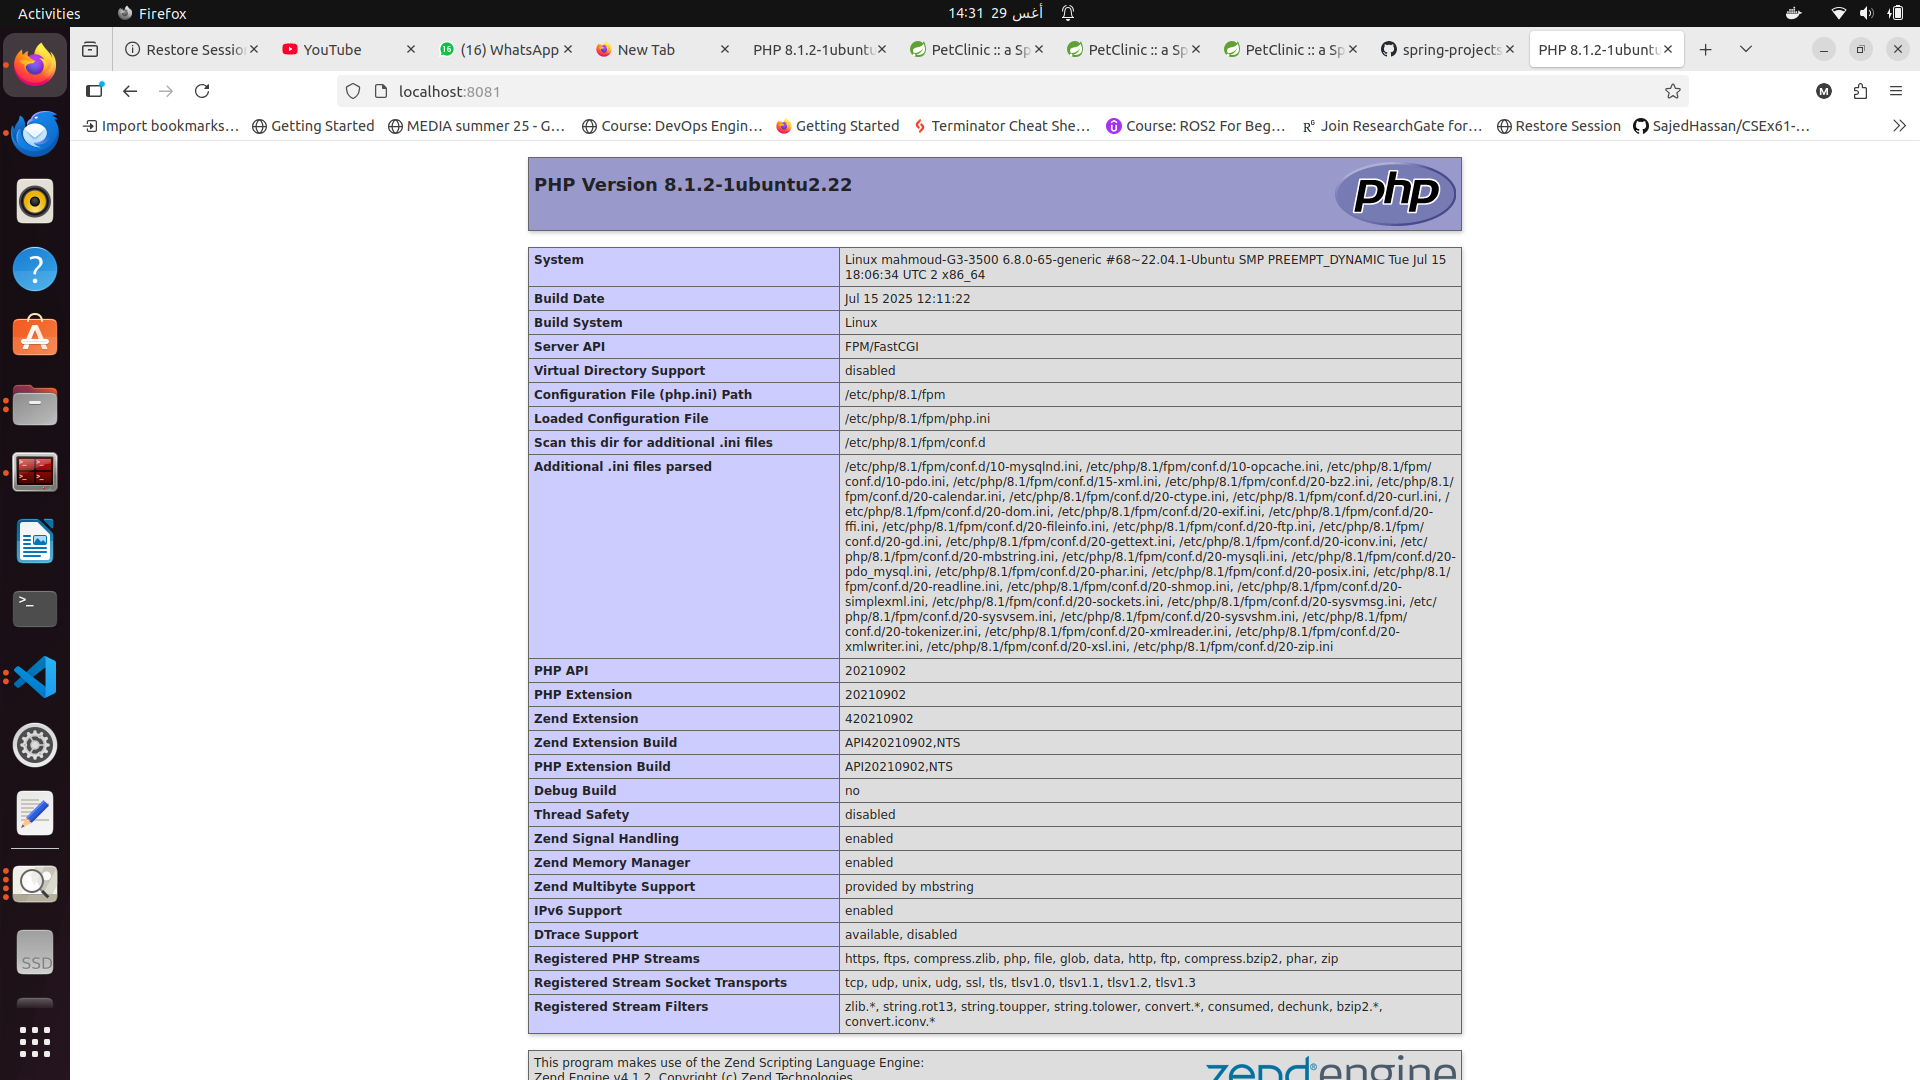 Activities
Firefox
14:31 29 أغس
Restore Sessio
YouTube
(16) WhatsApp
New Tab
PHP 8.1.2-1ubuntu
PetClinic :: a Sp
PetClinic :: a Sp
PetClinic :: a Sp
spring-projects
PHP 8.1.2-1ubuntu
localhost:8081
M
Import bookmarks…
Getting Started
MEDIA summer 25 - G…
Course: DevOps Engin…
Getting Started
Terminator Cheat She…
Course: ROS2 For Beg…
Join ResearchGate for…
Restore Session
SajedHassan/CSEx61-…
PHP Version 8.1.2-1ubuntu2.22
php
System
Linux mahmoud-G3-3500 6.8.0-65-generic #68~22.04.1-Ubuntu SMP PREEMPT_DYNAMIC Tue Jul 15
18:06:34 UTC 2 x86_64
Build Date
Jul 15 2025 12:11:22
Build System
Linux
Server API
FPM/FastCGI
Virtual Directory Support
disabled
Configuration File (php.ini) Path
/etc/php/8.1/fpm
Loaded Configuration File
/etc/php/8.1/fpm/php.ini
Scan this dir for additional .ini files
/etc/php/8.1/fpm/conf.d
Additional .ini files parsed
/etc/php/8.1/fpm/conf.d/10-mysqlnd.ini, /etc/php/8.1/fpm/conf.d/10-opcache.ini, /etc/php/8.1/fpm/
conf.d/10-pdo.ini, /etc/php/8.1/fpm/conf.d/15-xml.ini, /etc/php/8.1/fpm/conf.d/20-bz2.ini, /etc/php/8.1/
fpm/conf.d/20-calendar.ini, /etc/php/8.1/fpm/conf.d/20-ctype.ini, /etc/php/8.1/fpm/conf.d/20-curl.ini, /
etc/php/8.1/fpm/conf.d/20-dom.ini, /etc/php/8.1/fpm/conf.d/20-exif.ini, /etc/php/8.1/fpm/conf.d/20-
ffi.ini, /etc/php/8.1/fpm/conf.d/20-fileinfo.ini, /etc/php/8.1/fpm/conf.d/20-ftp.ini, /etc/php/8.1/fpm/
conf.d/20-gd.ini, /etc/php/8.1/fpm/conf.d/20-gettext.ini, /etc/php/8.1/fpm/conf.d/20-iconv.ini, /etc/
php/8.1/fpm/conf.d/20-mbstring.ini, /etc/php/8.1/fpm/conf.d/20-mysqli.ini, /etc/php/8.1/fpm/conf.d/20-
pdo_mysql.ini, /etc/php/8.1/fpm/conf.d/20-phar.ini, /etc/php/8.1/fpm/conf.d/20-posix.ini, /etc/php/8.1/
fpm/conf.d/20-readline.ini, /etc/php/8.1/fpm/conf.d/20-shmop.ini, /etc/php/8.1/fpm/conf.d/20-
simplexml.ini, /etc/php/8.1/fpm/conf.d/20-sockets.ini, /etc/php/8.1/fpm/conf.d/20-sysvmsg.ini, /etc/
php/8.1/fpm/conf.d/20-sysvsem.ini, /etc/php/8.1/fpm/conf.d/20-sysvshm.ini, /etc/php/8.1/fpm/
conf.d/20-tokenizer.ini, /etc/php/8.1/fpm/conf.d/20-xmlreader.ini, /etc/php/8.1/fpm/conf.d/20-
xmlwriter.ini, /etc/php/8.1/fpm/conf.d/20-xsl.ini, /etc/php/8.1/fpm/conf.d/20-zip.ini
PHP API
20210902
PHP Extension
20210902
Zend Extension
420210902
Zend Extension Build
API420210902,NTS
PHP Extension Build
API20210902,NTS
Debug Build
no
Thread Safety
disabled
Zend Signal Handling
enabled
Zend Memory Manager
enabled
Zend Multibyte Support
provided by mbstring
IPv6 Support
enabled
DTrace Support
available, disabled
Registered PHP Streams
https, ftps, compress.zlib, php, file, glob, data, http, ftp, compress.bzip2, phar, zip
Registered Stream Socket Transports
tcp, udp, unix, udg, ssl, tls, tlsv1.0, tlsv1.1, tlsv1.2, tlsv1.3
Registered Stream Filters
zlib.*, string.rot13, string.toupper, string.tolower, convert.*, consumed, dechunk, bzip2.*,
convert.iconv.*
This program makes use of the Zend Scripting Language Engine:
Zend Engine v4.1.2, Copyright (c) Zend Technologies
zend engine
SSD